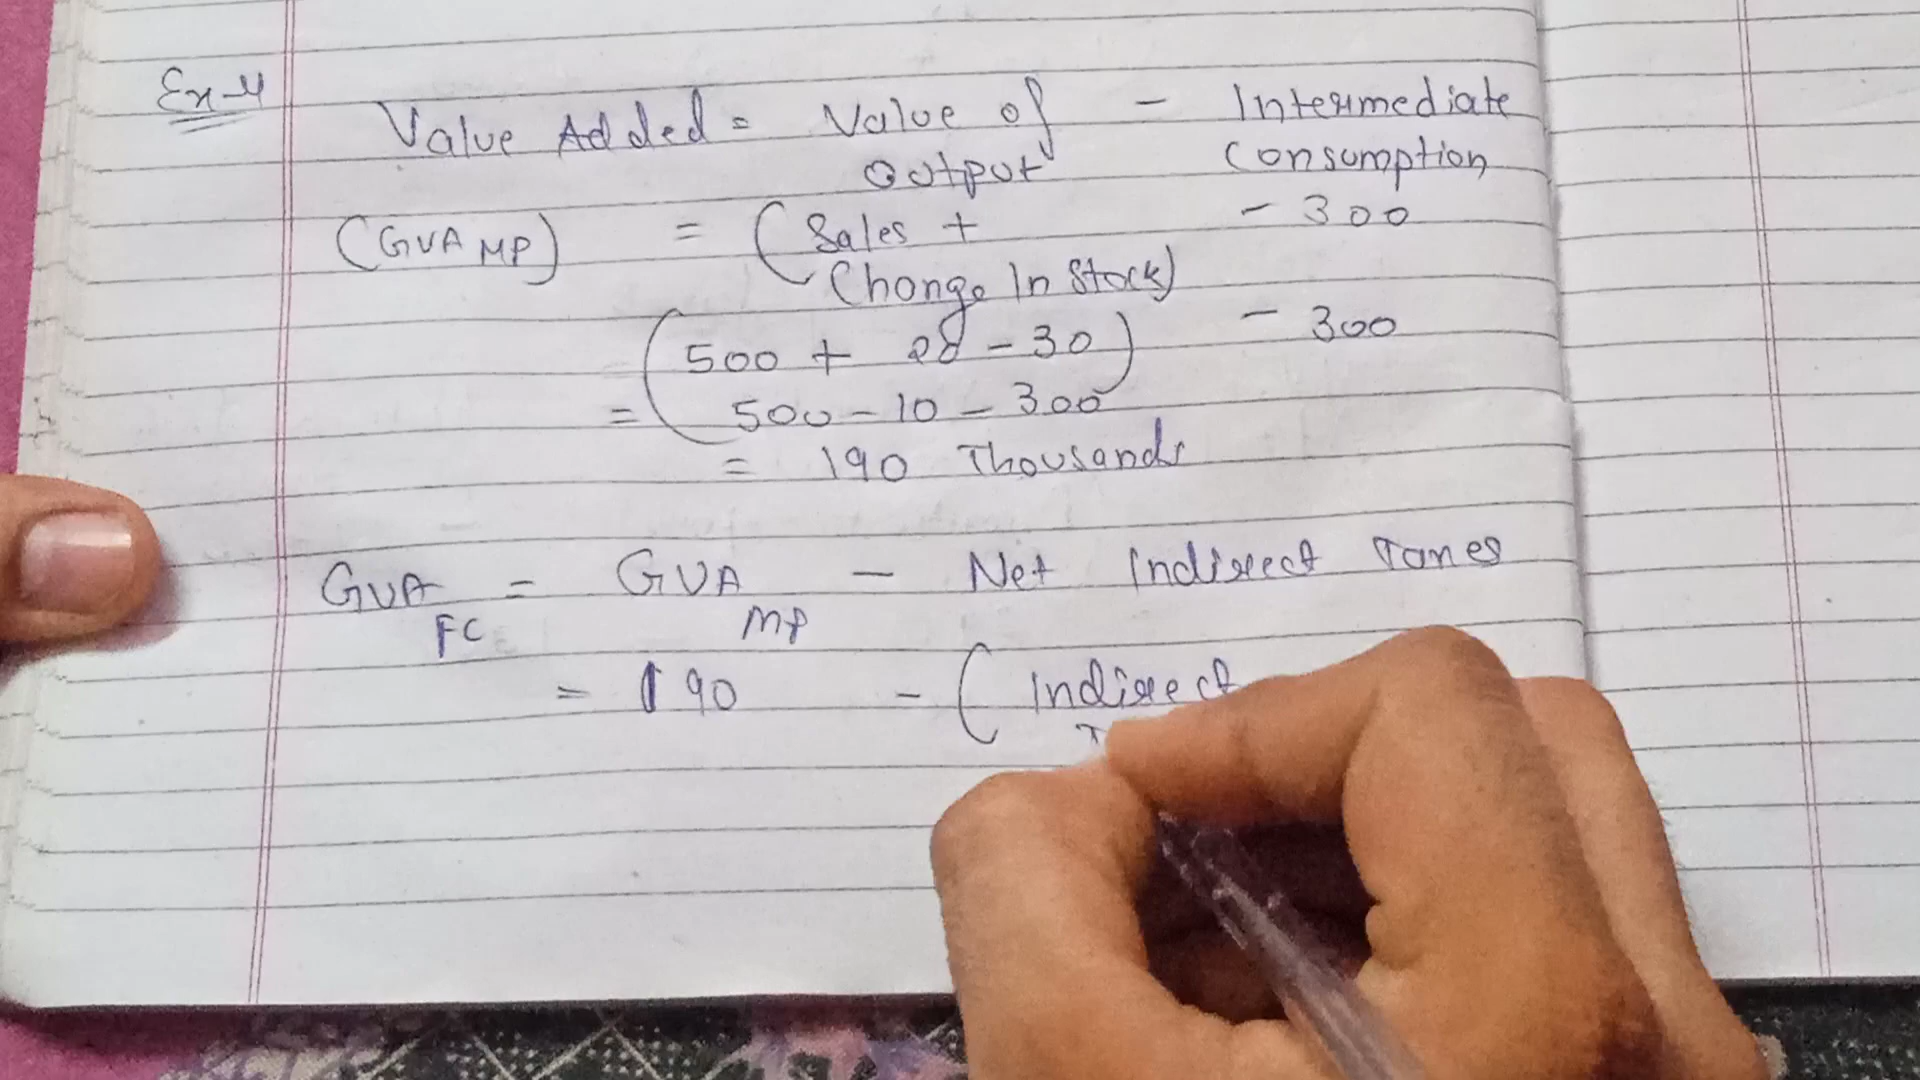 Ex-4
Value Added = Value of Output - Intermediate Consumption
(GVA MP) = (Sales + Change In Stock) - 300
= (500 + 20 - 30) - 300
= 500 - 10 - 300
= 190 Thousands
GVA FC = GVA MP - Net Indirect Taxes
= 190 - (Indirect